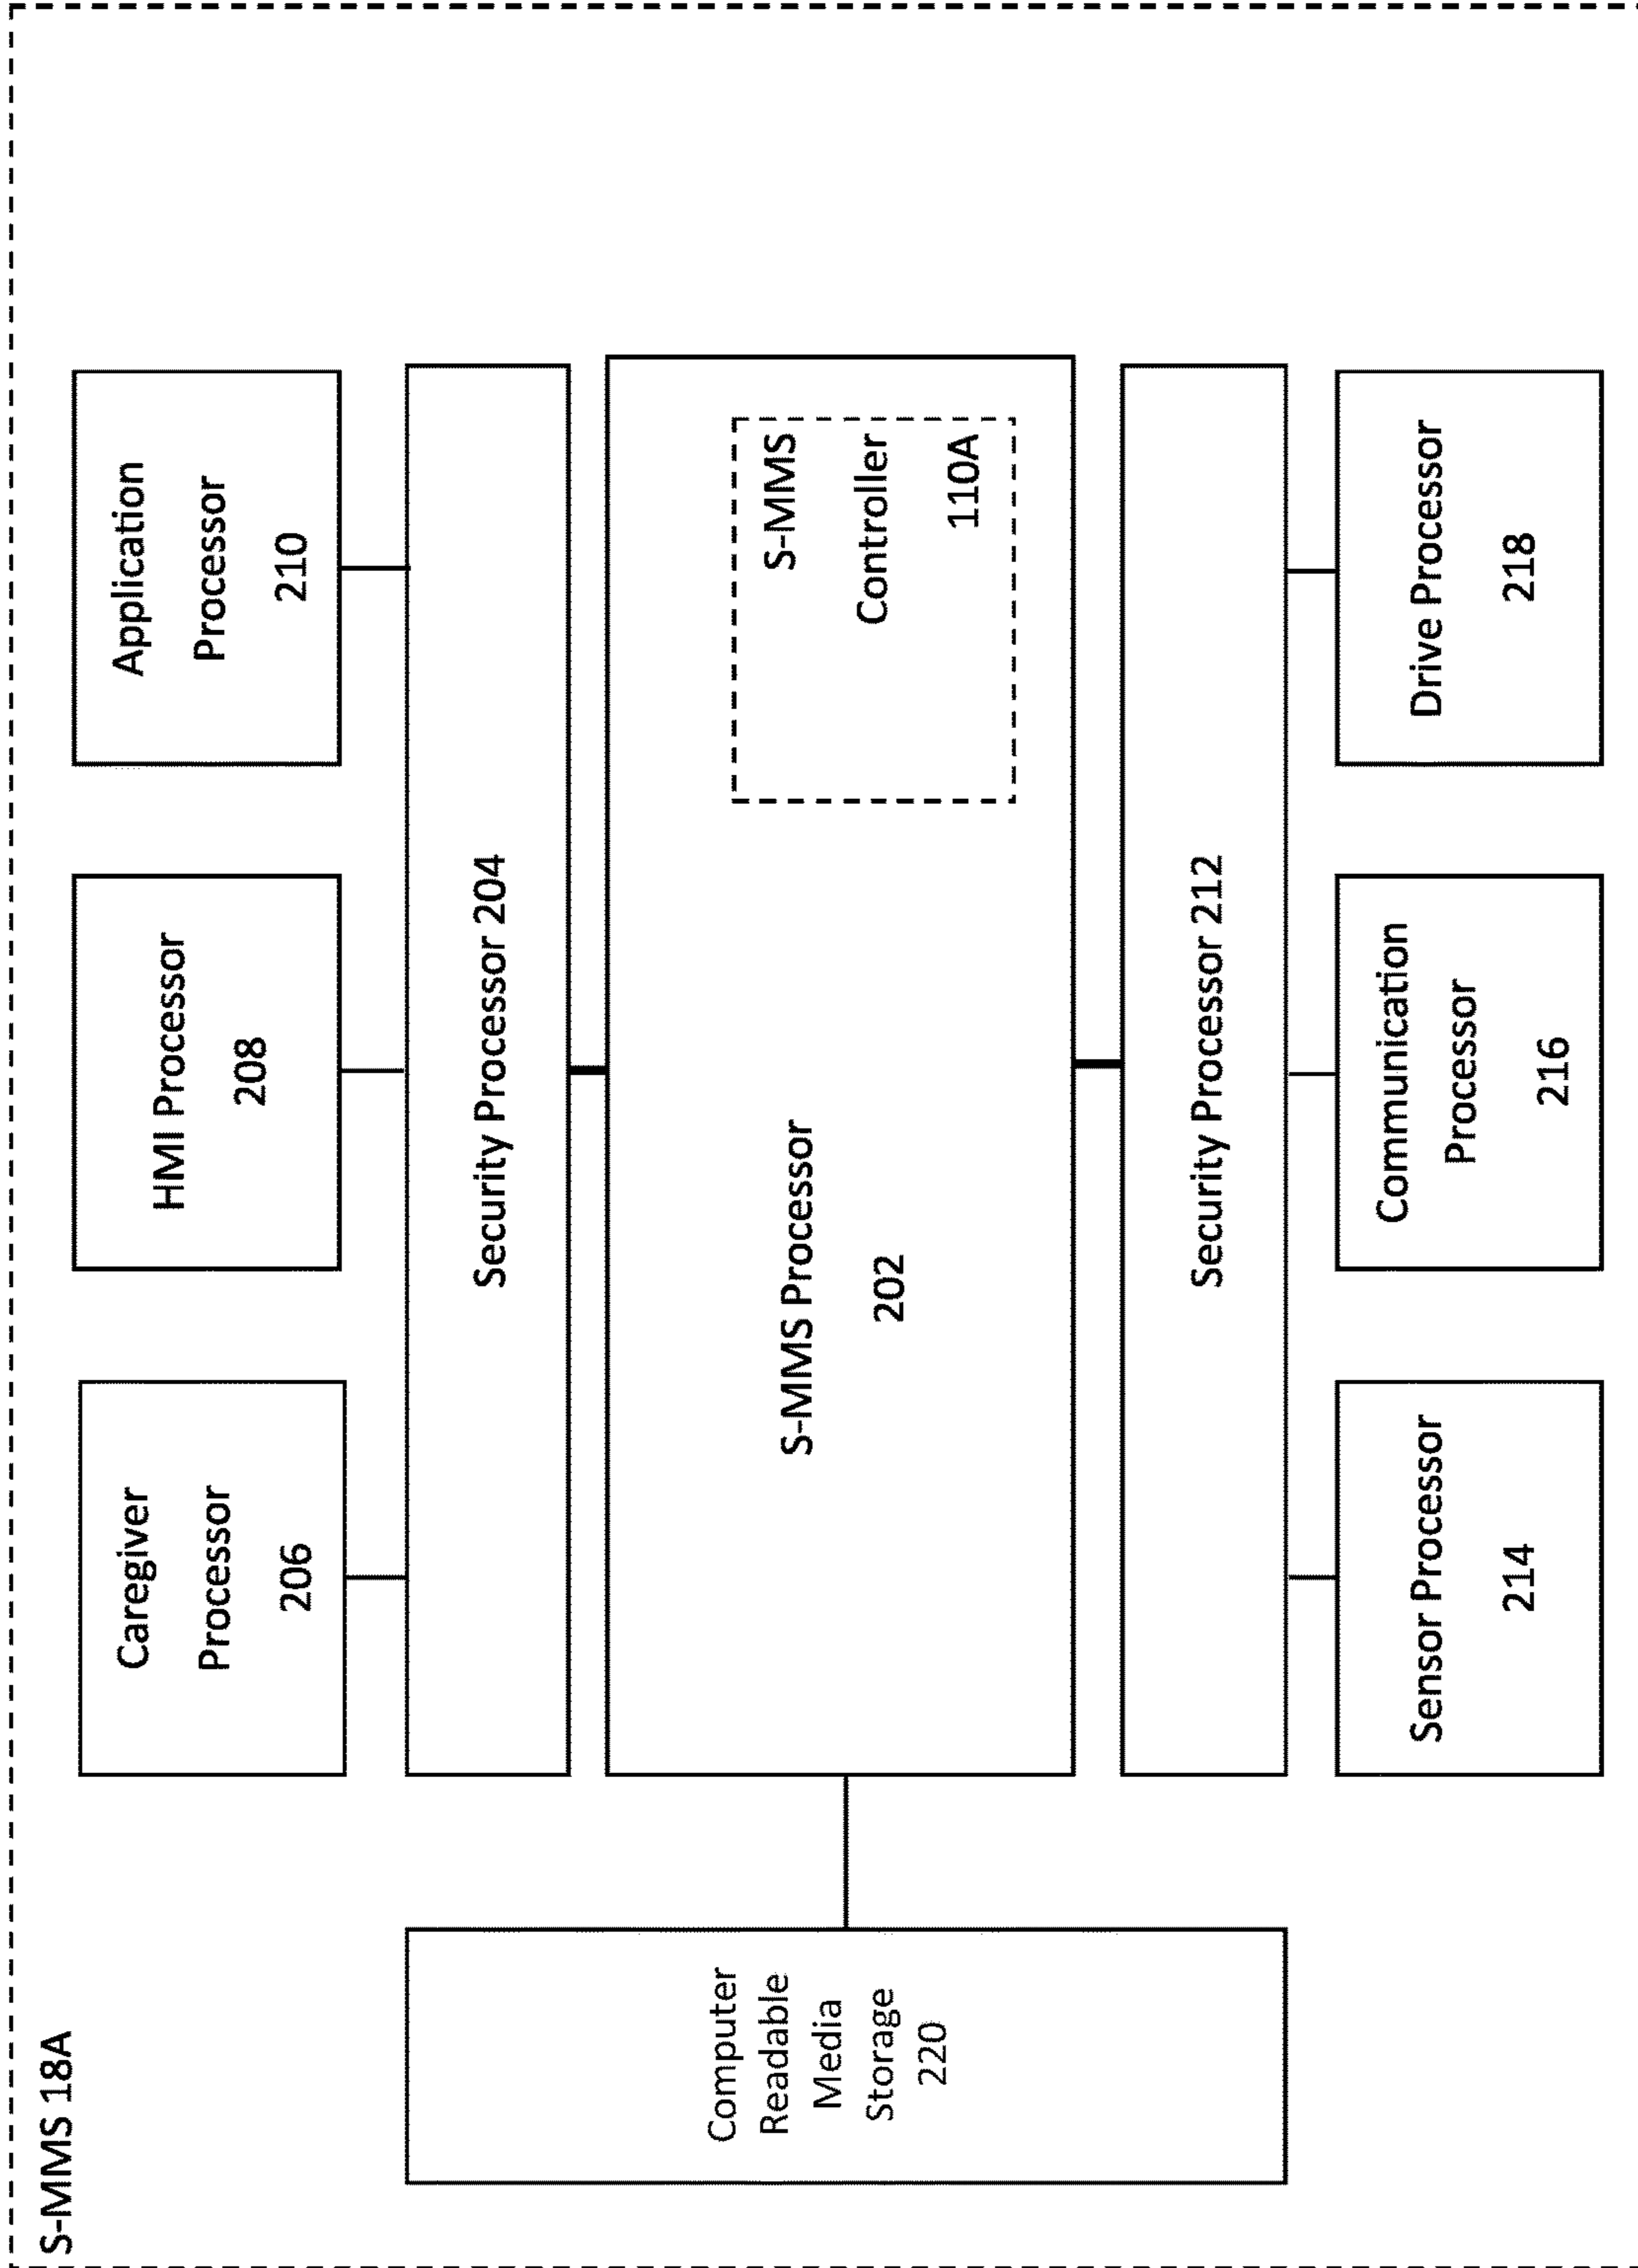 S-MMS 18A
Caregiver
Processor
206
HMI Processor
208
Application
Processor
210
Security Processor 204
Computer
Readable
Media
Storage
220
S-MMS Processor
202
S-MMS
Controller
110A
Security Processor 212
Sensor Processor
214
Communication
Processor
216
Drive Processor
218